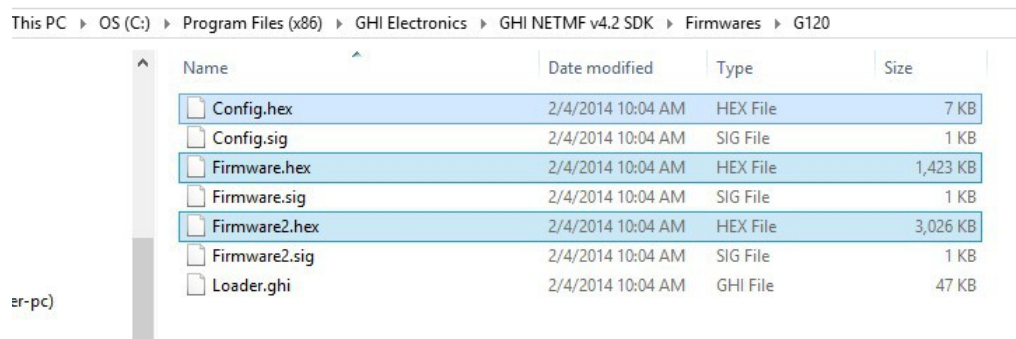 This PC ▸ OS (C:) ▸ Program Files (x86) ▸ GHI Electronics ▸ GHI NETMF v4.2 SDK ▸ Firmwares ▸ G120
Name Date modified Type Size
Config.hex 2/4/2014 10:04 AM HEX File 7 KB
Config.sig 2/4/2014 10:04 AM SIG File 1 KB
Firmware.hex 2/4/2014 10:04 AM HEX File 1,423 KB
Firmware.sig 2/4/2014 10:04 AM SIG File 1 KB
Firmware2.hex 2/4/2014 10:04 AM HEX File 3,026 KB
Firmware2.sig 2/4/2014 10:04 AM SIG File 1 KB
Loader.ghi 2/4/2014 10:04 AM GHI File 47 KB
er-pc)